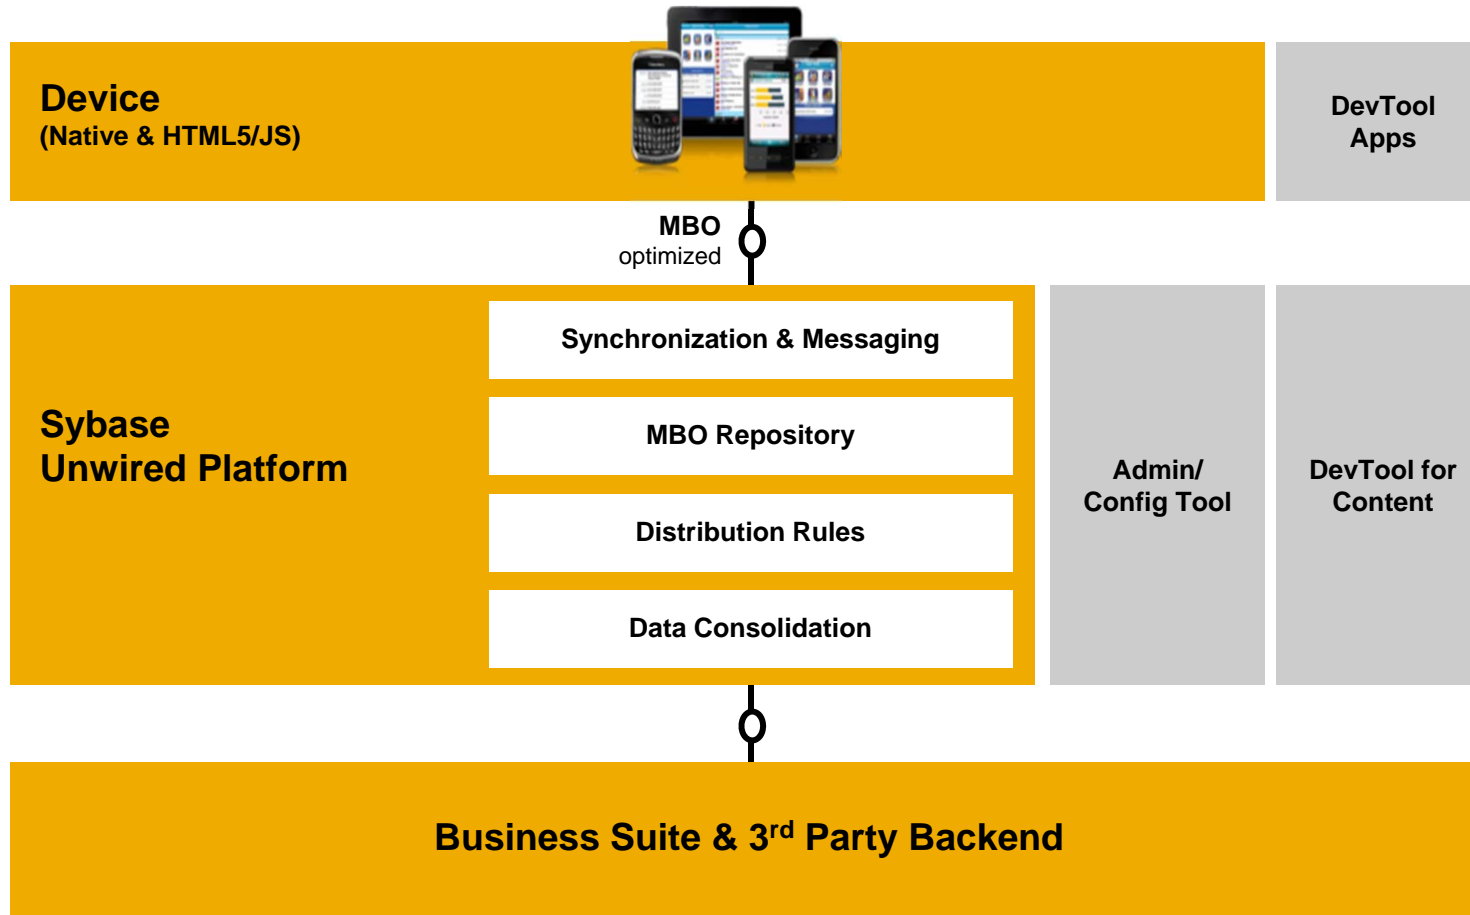 Device
(Native & HTML5/JS)
DevTool
Apps
MBO
optimized
Sybase
Unwired Platform
Synchronization & Messaging
MBO Repository
Distribution Rules
Data Consolidation
Admin/
Config Tool
DevTool for
Content
Business Suite & 3rd Party Backend